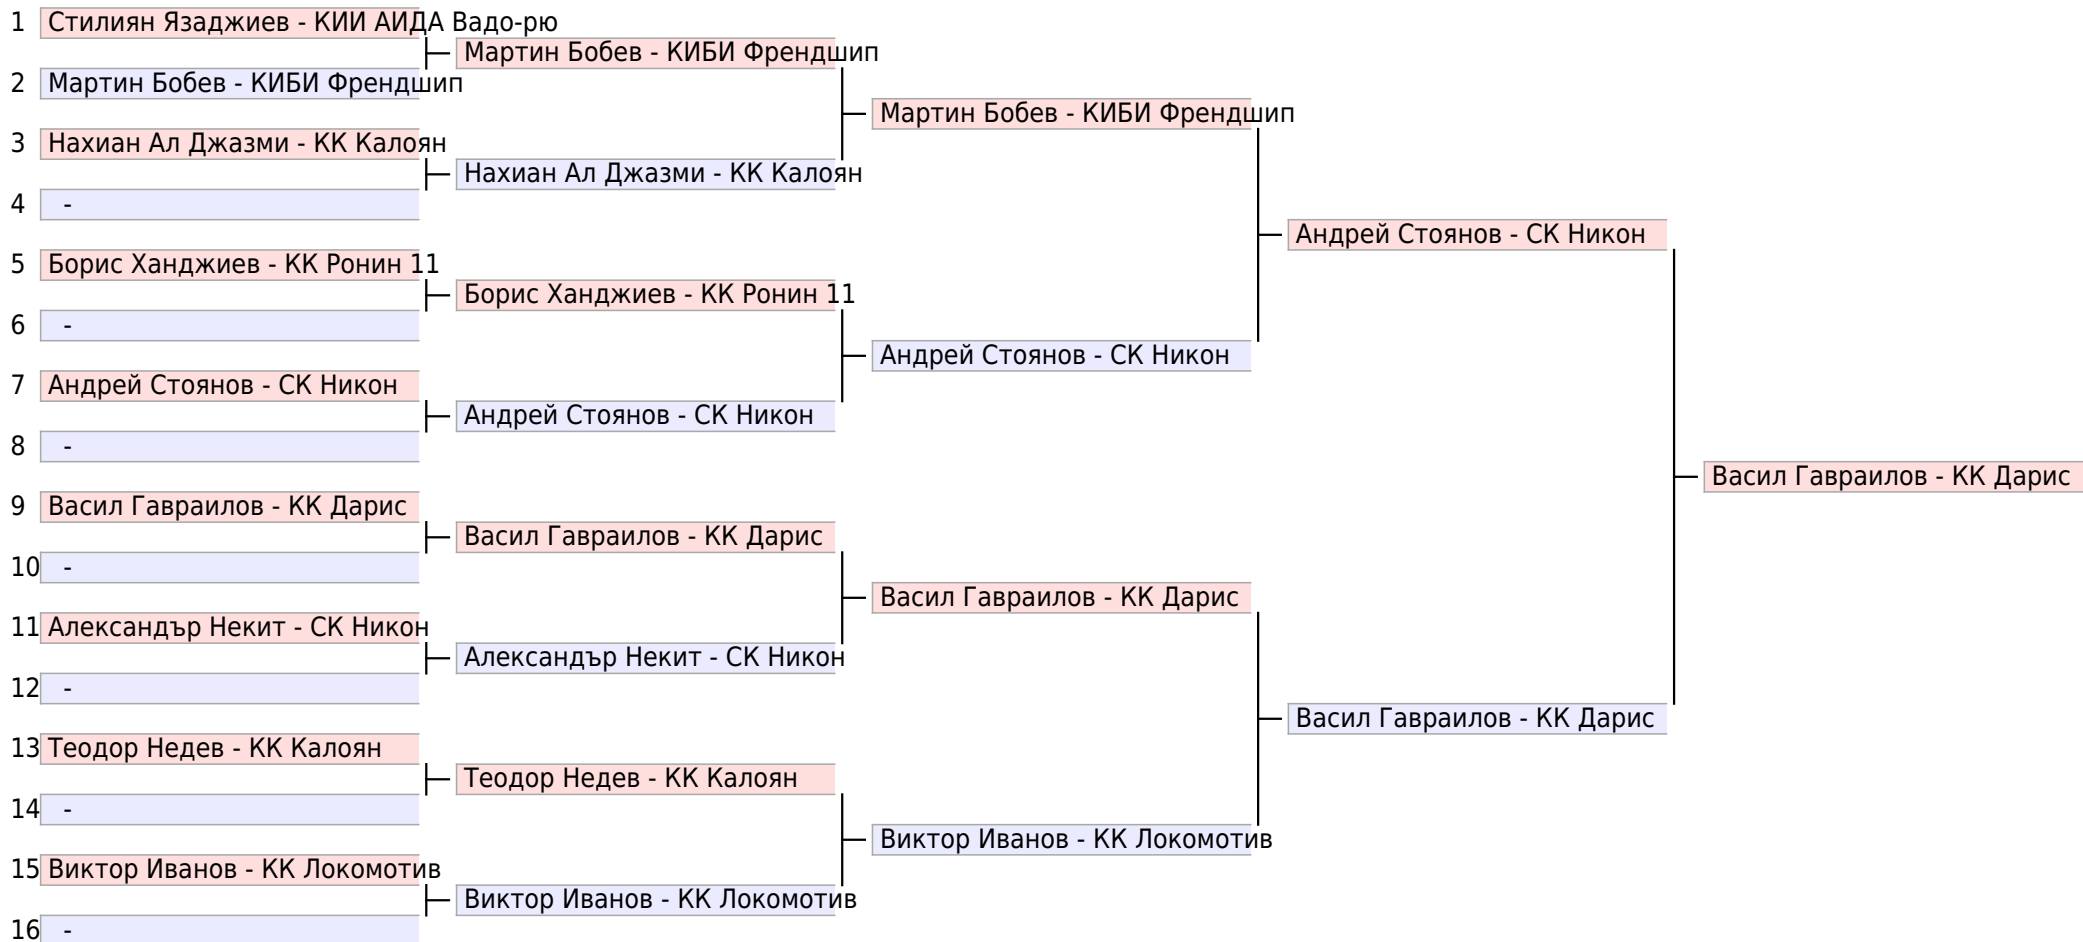 1 Стилиян Язаджиев - КИИ АИДА Вадо-рю
Мартин Бобев - КИБИ Френдшип
2 Мартин Бобев - КИБИ Френдшип
Мартин Бобев - КИБИ Френдшип
3 Нахиан Ал Джазми - КК Калоян
Нахиан Ал Джазми - КК Калоян
4 -
Андрей Стоянов - СК Никон
5 Борис Ханджиев - КК Ронин 11
Борис Ханджиев - КК Ронин 11
6 -
Андрей Стоянов - СК Никон
7 Андрей Стоянов - СК Никон
Андрей Стоянов - СК Никон
8 -
Васил Гавраилов - КК Дарис
9 Васил Гавраилов - КК Дарис
Васил Гавраилов - КК Дарис
10 -
Васил Гавраилов - КК Дарис
11 Александър Некит - СК Никон
Александър Некит - СК Никон
12 -
Васил Гавраилов - КК Дарис
13 Теодор Недев - КК Калоян
Теодор Недев - КК Калоян
14 -
Виктор Иванов - КК Локомотив
15 Виктор Иванов - КК Локомотив
Виктор Иванов - КК Локомотив
16 -